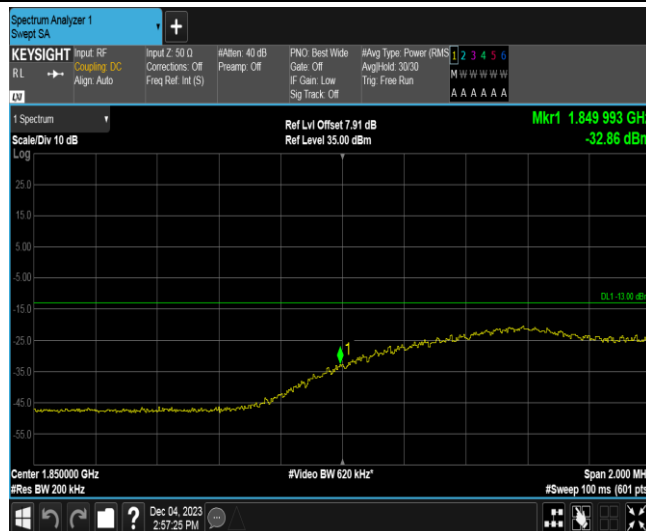 Spectrum Analyzer 1
Swept SA
+
KEYSIGHT Input: RF Input Z: 50 Ω #Atten: 40 dB PNO: Best Wide #Avg Type: Power (RMS 1 2 3 4 5 6
RL Coupling: DC Corrections: Off Preamp: Off Gate: Off Avg|Hold: 30/30 M W W W W W
Align: Auto Freq Ref: Int (S) IF Gain: Low Trig: Free Run
Sig Track: Off A A A A A A
1 Spectrum Ref Lvl Offset 7.91 dB Mkr1 1.849 993 GHz
Scale/Div 10 dB Ref Level 35.00 dBm -32.86 dBm
Log
25.0
15.0
5.00
-5.00
DL1 -13.00 dBm
-15.0
1
-25.0
-35.0
-45.0
-55.0
Center 1.850000 GHz #Video BW 620 kHz* Span 2.000 MH
#Res BW 200 kHz #Sweep 100 ms (601 pts
? Dec 04, 2023
2:57:25 PM